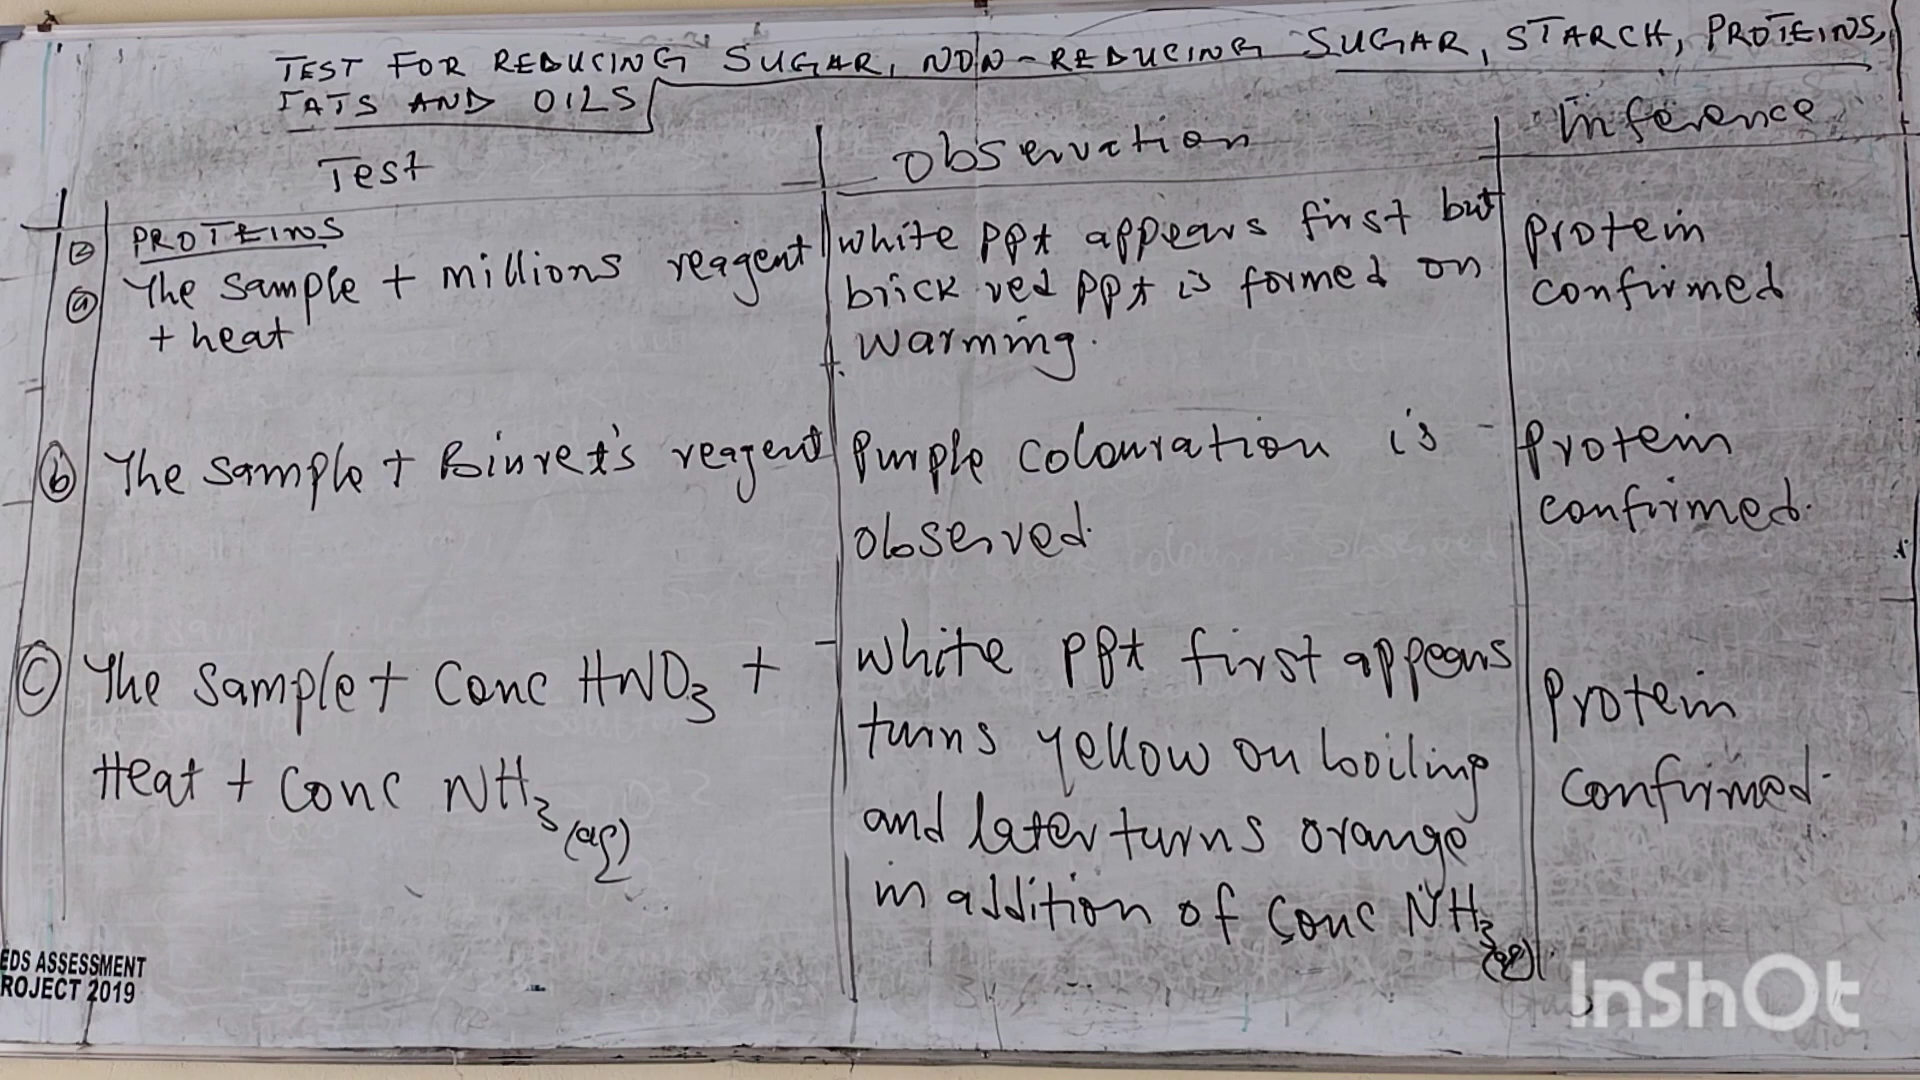 TEST FOR REDUCING SUGAR, NON-REDUCING SUGAR, STARCH, PROTEINS,
FATS AND OILS
Test
Observation
Inference
PROTEINS
(a) The sample + millions reagent
+ heat
white ppt appears first but
brick red ppt is formed on
warming.
protein
confirmed
(b) The sample + Biuret's reagent
Purple colouration is
observed.
Protein
confirmed.
(c) The sample + Conc HNO3 +
Heat + Conc NH3(aq)
white ppt first appears
turns yellow on boiling
and later turns orange
in addition of conc NH3
(aq).
Protein
confirmed.
EDS ASSESSMENT
ROJECT 2019
InShOt